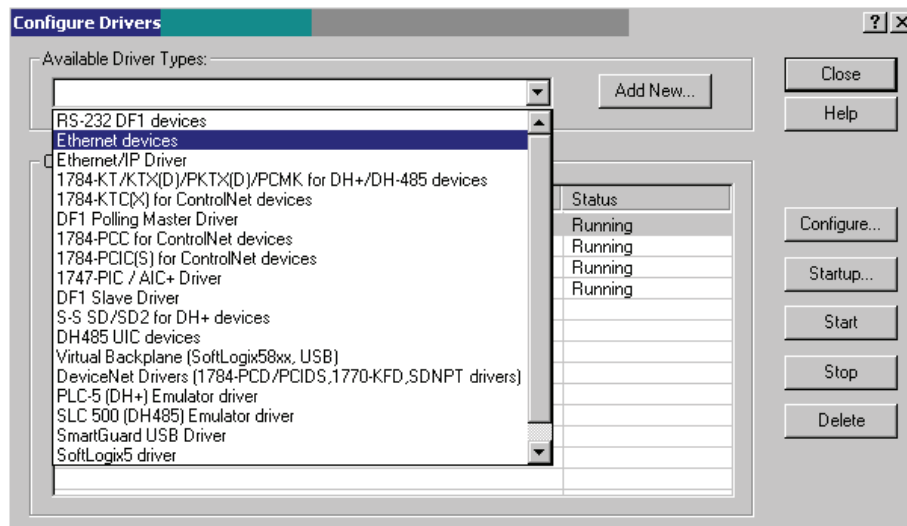 Configure Drivers
Available Driver Types:
Add New...
Close
Help
RS-232 DF1 devices
Ethernet devices
Ethernet/IP Driver
1784-KT/KTX(D)/PKTX(D)/PCMK for DH+/DH-485 devices
1784-KTC(X) for ControlNet devices
DF1 Polling Master Driver
1784-PCC for ControlNet devices
1784-PCIC(S) for ControlNet devices
1747-PIC / AIC+ Driver
DF1 Slave Driver
S-S SD/SD2 for DH+ devices
DH485 UIC devices
Virtual Backplane (SoftLogix58xx, USB)
DeviceNet Drivers (1784-PCD/PCIDS,1770-KFD,SDNPT drivers)
PLC-5 (DH+) Emulator driver
SLC 500 (DH485) Emulator driver
SmartGuard USB Driver
SoftLogix5 driver
Status
Running
Running
Running
Running
Configure...
Startup...
Start
Stop
Delete